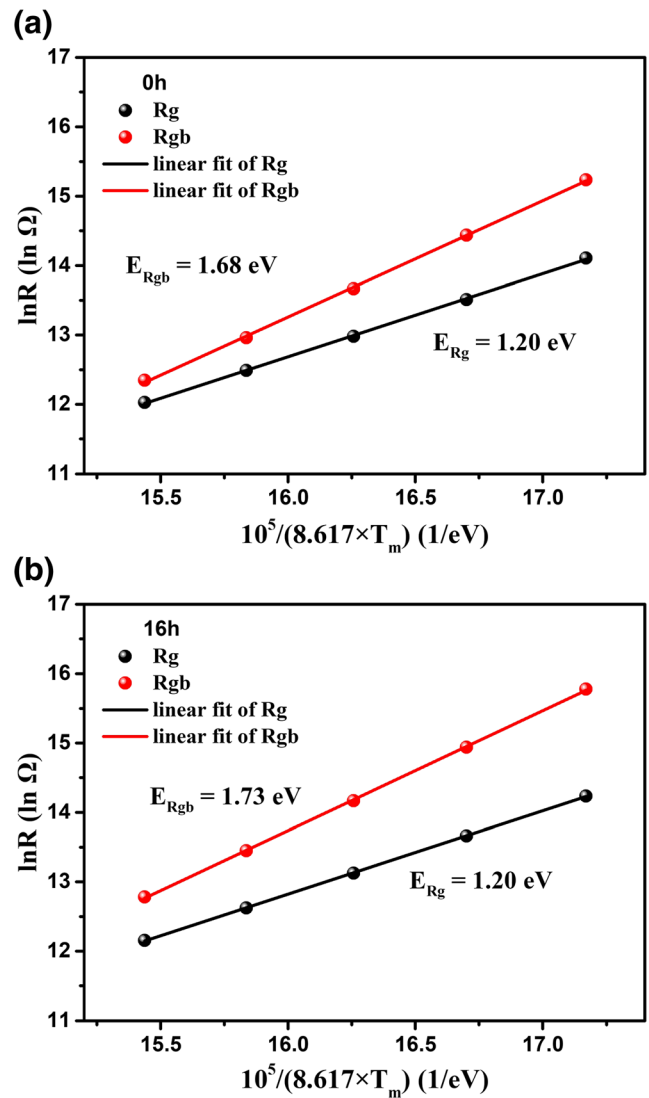 (a)
17
16
15
14
13
12
11
lnR (ln Ω)
0h
Rg
Rgb
linear fit of Rg
linear fit of Rgb
E_Rgb = 1.68 eV
E_Rg = 1.20 eV
15.5 16.0 16.5 17.0
10^5/(8.617×T_m) (1/eV)
(b)
17
16
15
14
13
12
11
lnR (ln Ω)
16h
Rg
Rgb
linear fit of Rg
linear fit of Rgb
E_Rgb = 1.73 eV
E_Rg = 1.20 eV
15.5 16.0 16.5 17.0
10^5/(8.617×T_m) (1/eV)